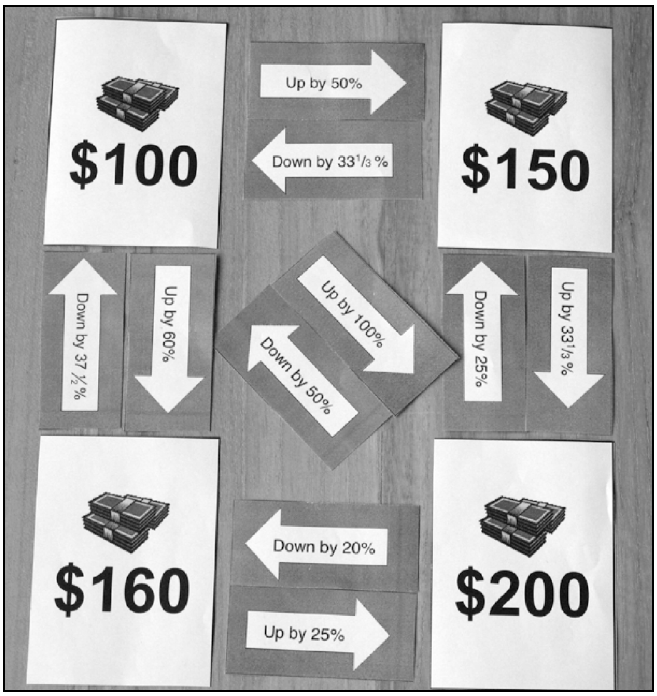 Up by 50%
Down by 33 1/3 %
$100
$150
Down by 37 ½ %
Up by 60%
Up by 100%
Down by 50%
Down by 25%
Up by 33 1/3 %
$160
$200
Down by 20%
Up by 25%